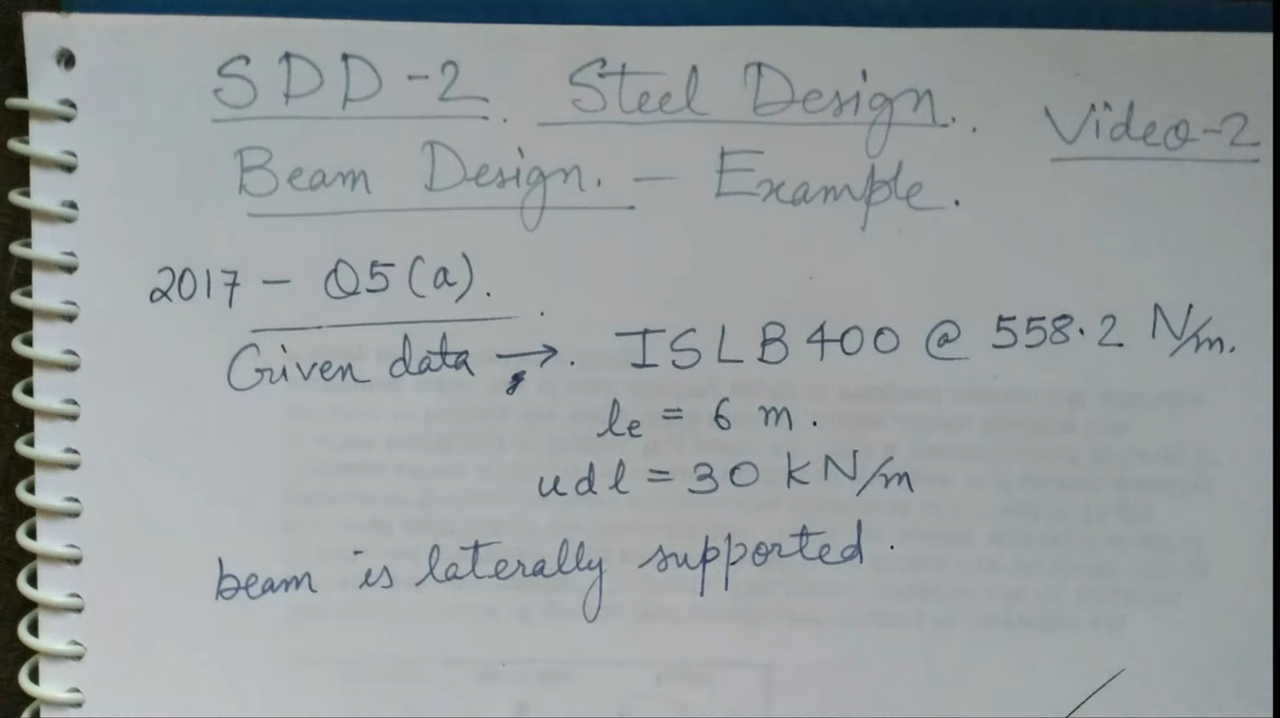 SDD-2. Steel Design.. Video-2
Beam Design. - Example.
2017 - Q5(a).
Given data →. ISLB 400 @ 558.2 N/m.
le = 6 m.
udl = 30 kN/m
beam is laterally supported.